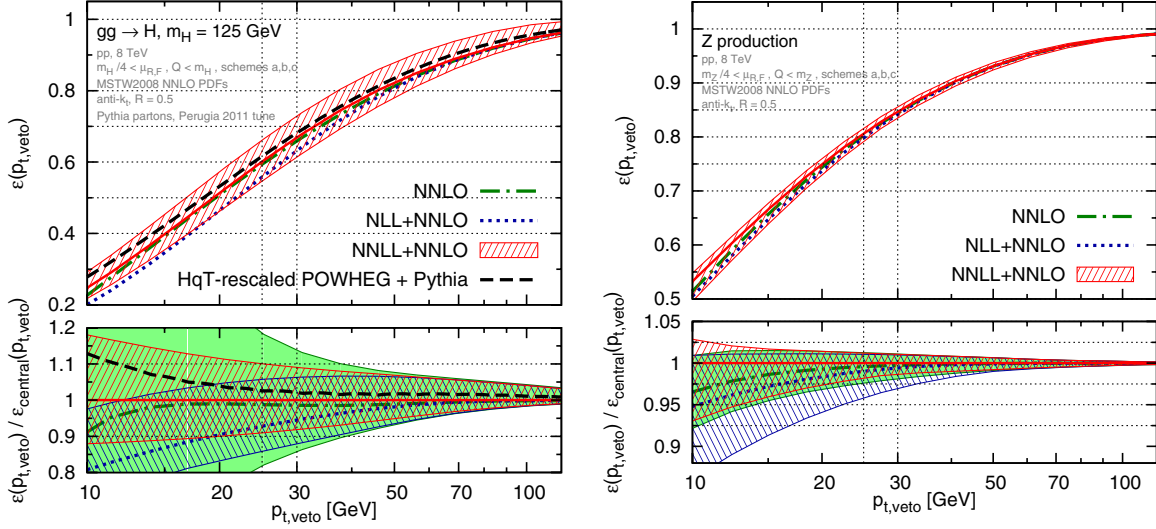 gg → H, m_H = 125 GeV
pp, 8 TeV
m_H /4 < μ_R,F , Q < m_H , schemes a,b,c
MSTW2008 NNLO PDFs
anti-k_t, R = 0.5
Pythia partons, Perugia 2011 tune
ε(p_t,veto)
1
0.8
0.6
0.4
0.2
NNLO
NLL+NNLO
NNLL+NNLO
HqT-rescaled POWHEG + Pythia
ε(p_t,veto) / ε_central(p_t,veto)
1.2
1.1
1
0.9
0.8
10 20 30 50 70 100
p_t,veto [GeV]
Z production
pp, 8 TeV
m_Z/4 < μ_R,F , Q < m_Z , schemes a,b,c
MSTW2008 NNLO PDFs
anti-k_t, R = 0.5
ε(p_t,veto)
1
0.9
0.8
0.7
0.6
0.5
NNLO
NLL+NNLO
NNLL+NNLO
ε(p_t,veto) / ε_central(p_t,veto)
1.05
1
0.95
0.9
10 20 30 50 70 100
p_t,veto [GeV]